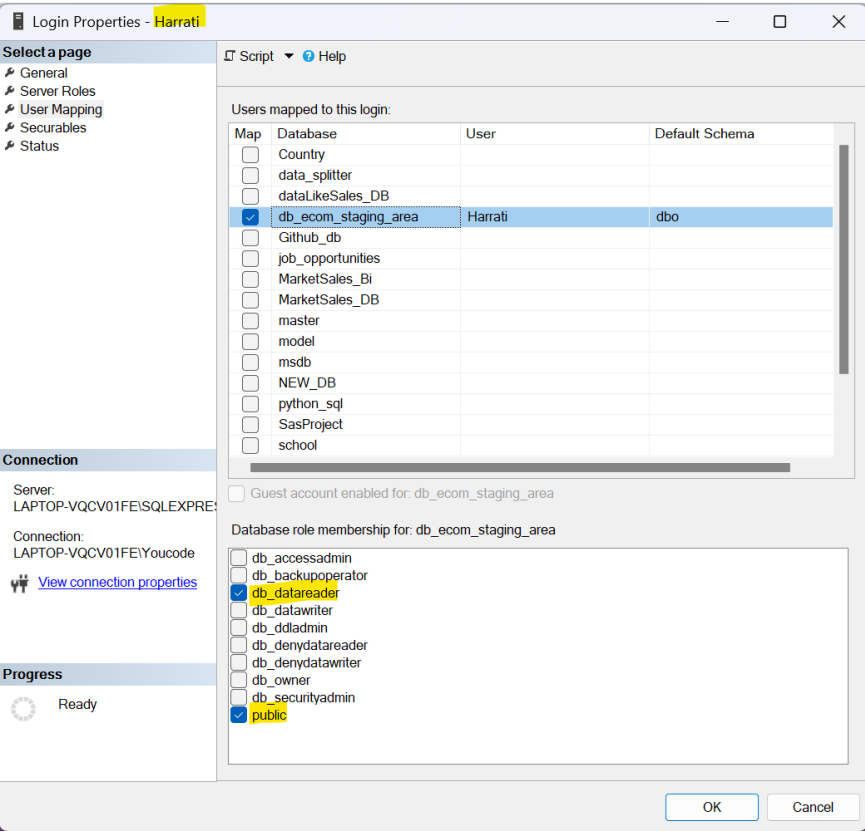 Login Properties - Harrati
Select a page
General
Server Roles
User Mapping
Securables
Status
Script
Help
Users mapped to this login:
Map Database User Default Schema
Country
data_splitter
dataLikeSales_DB
db_ecom_staging_area Harrati dbo
Github_db
job_opportunities
MarketSales_Bi
MarketSales_DB
master
model
msdb
NEW_DB
python_sql
SasProject
school
Guest account enabled for: db_ecom_staging_area
Database role membership for: db_ecom_staging_area
db_accessadmin
db_backupoperator
db_datareader
db_datawriter
db_ddladmin
db_denydatareader
db_denydatawriter
db_owner
db_securityadmin
public
Connection
Server:
LAPTOP-VQCV01FE\SQLEXPRES
Connection:
LAPTOP-VQCV01FE\Youcode
View connection properties
Progress
Ready
OK
Cancel